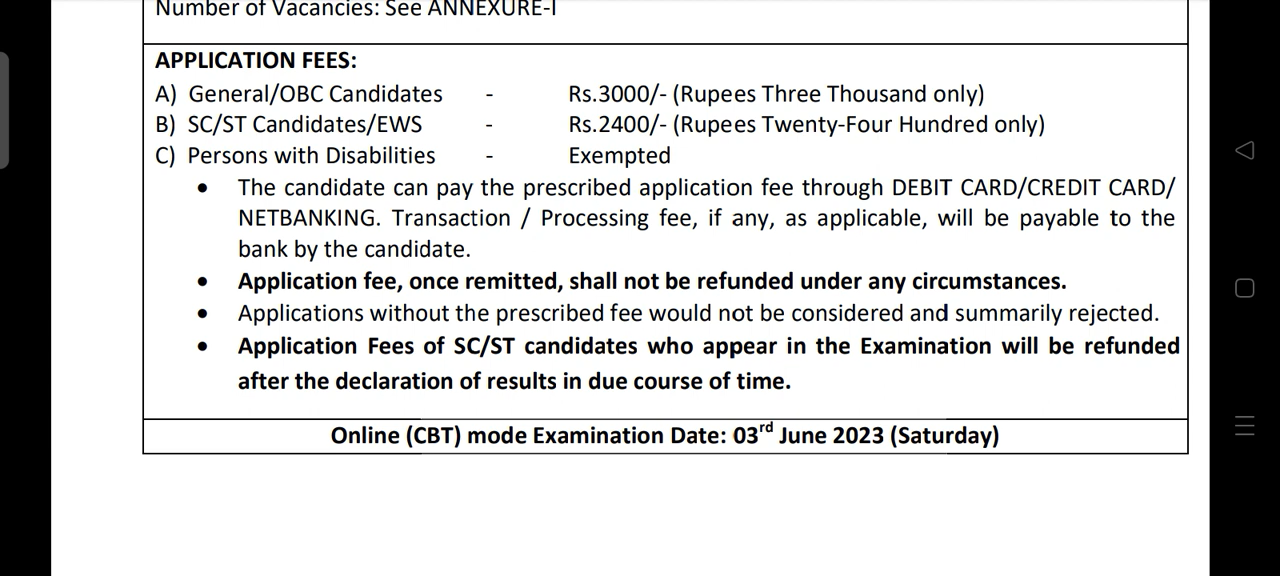 Number of Vacancies: See ANNEXURE-I
APPLICATION FEES:
A) General/OBC Candidates - Rs.3000/- (Rupees Three Thousand only)
B) SC/ST Candidates/EWS - Rs.2400/- (Rupees Twenty-Four Hundred only)
C) Persons with Disabilities - Exempted
• The candidate can pay the prescribed application fee through DEBIT CARD/CREDIT CARD/
NETBANKING. Transaction / Processing fee, if any, as applicable, will be payable to the
bank by the candidate.
• Application fee, once remitted, shall not be refunded under any circumstances.
• Applications without the prescribed fee would not be considered and summarily rejected.
• Application Fees of SC/ST candidates who appear in the Examination will be refunded
after the declaration of results in due course of time.
Online (CBT) mode Examination Date: 03rd June 2023 (Saturday)